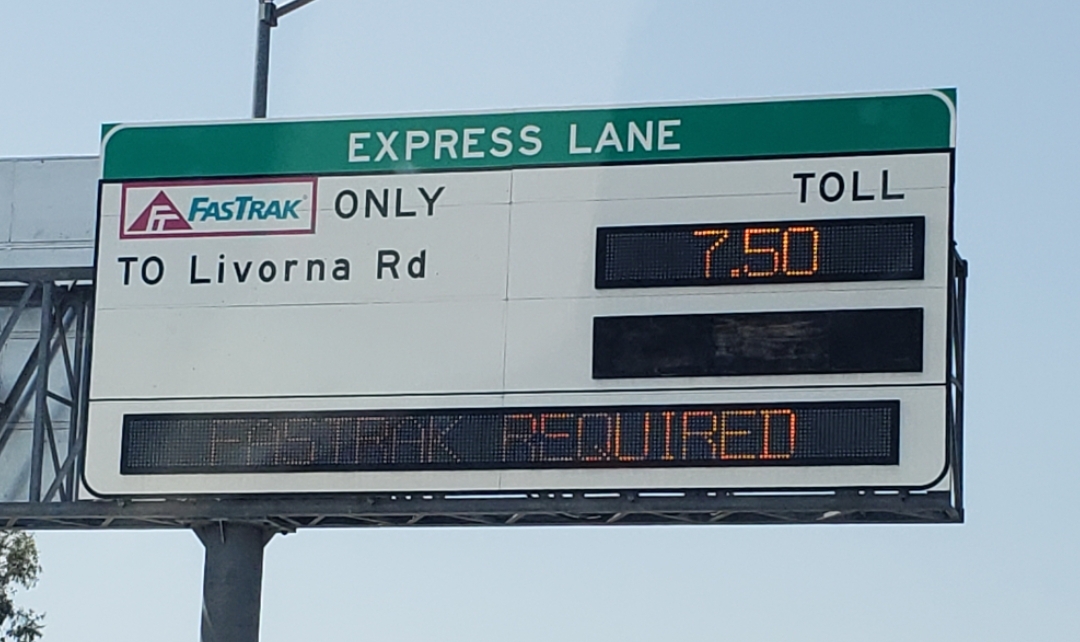 EXPRESS LANE
FASTRAK ONLY TOLL
TO Livorna Rd 7.50
FASTRAK REQUIRED